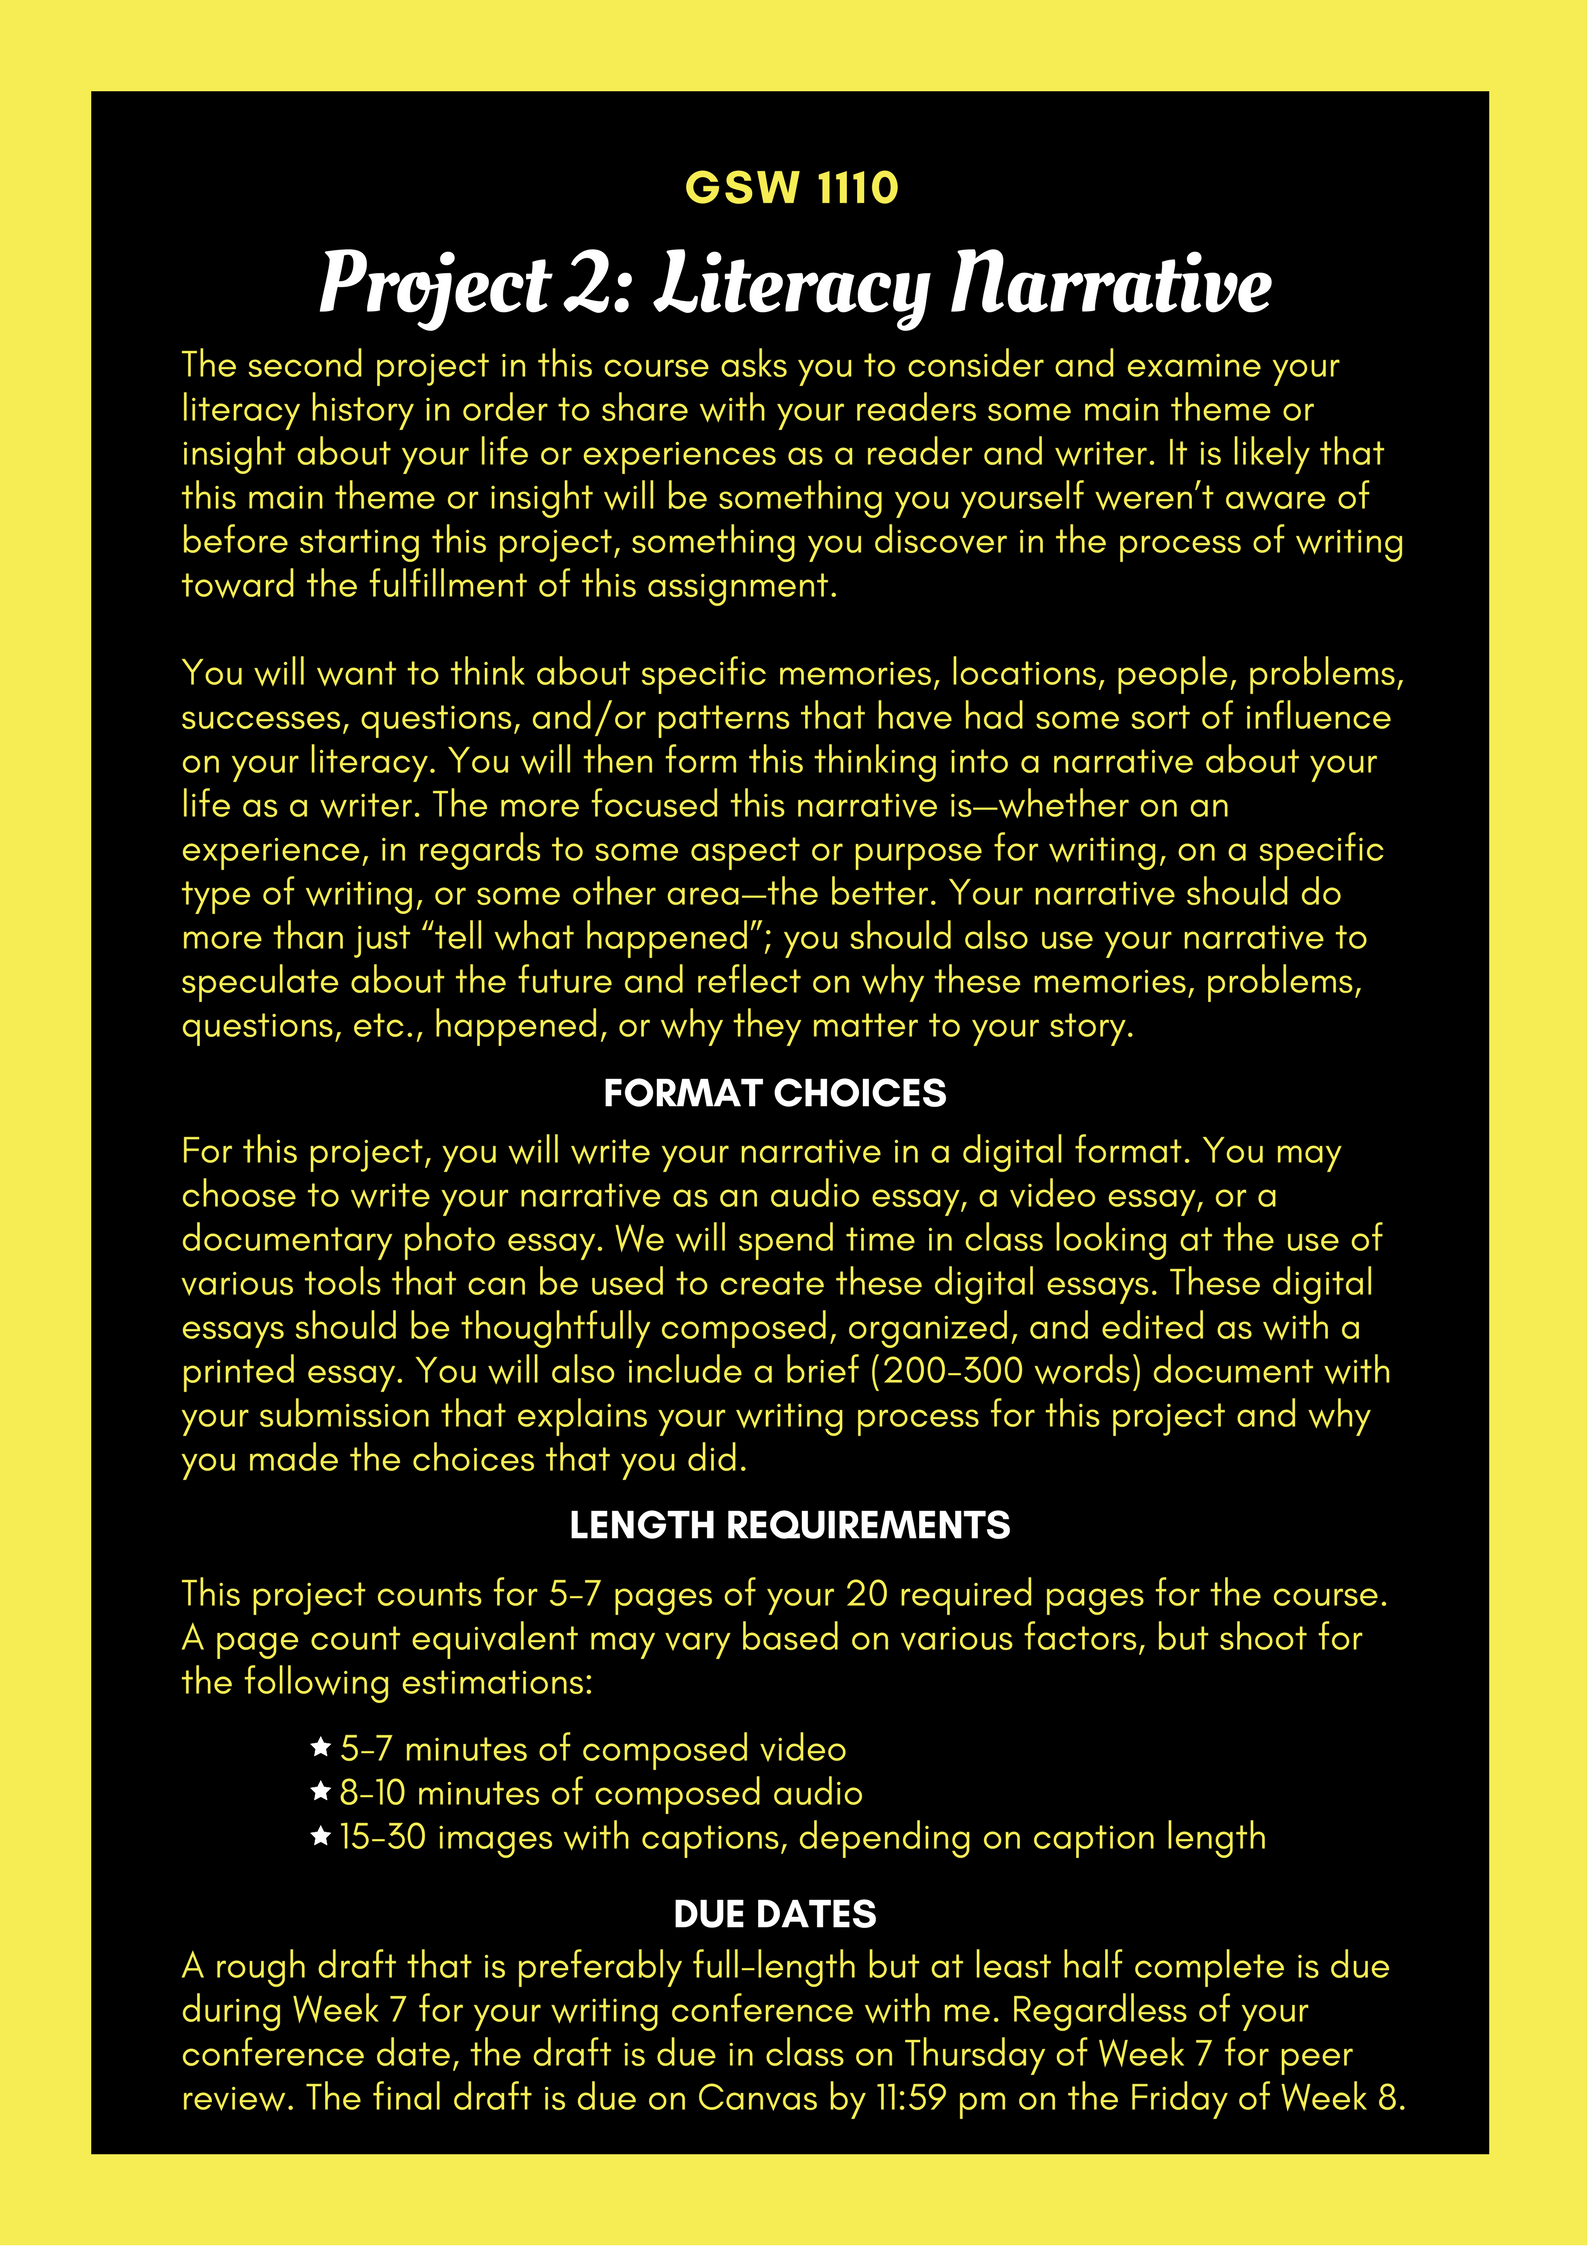 GSW 1110
Project 2: Literacy Narrative
The second project in this course asks you to consider and examine your
literacy history in order to share with your readers some main theme or
insight about your life or experiences as a reader and writer. It is likely that
this main theme or insight will be something you yourself weren’t aware of
before starting this project, something you discover in the process of writing
toward the fulfillment of this assignment.
You will want to think about specific memories, locations, people, problems,
successes, questions, and/or patterns that have had some sort of influence
on your literacy. You will then form this thinking into a narrative about your
life as a writer. The more focused this narrative is—whether on an
experience, in regards to some aspect or purpose for writing, on a specific
type of writing, or some other area—the better. Your narrative should do
more than just “tell what happened”; you should also use your narrative to
speculate about the future and reflect on why these memories, problems,
questions, etc., happened, or why they matter to your story.
FORMAT CHOICES
For this project, you will write your narrative in a digital format. You may
choose to write your narrative as an audio essay, a video essay, or a
documentary photo essay. We will spend time in class looking at the use of
various tools that can be used to create these digital essays. These digital
essays should be thoughtfully composed, organized, and edited as with a
printed essay. You will also include a brief (200-300 words) document with
your submission that explains your writing process for this project and why
you made the choices that you did.
LENGTH REQUIREMENTS
This project counts for 5-7 pages of your 20 required pages for the course.
A page count equivalent may vary based on various factors, but shoot for
the following estimations:
★ 5-7 minutes of composed video
★ 8-10 minutes of composed audio
★ 15-30 images with captions, depending on caption length
DUE DATES
A rough draft that is preferably full-length but at least half complete is due
during Week 7 for your writing conference with me. Regardless of your
conference date, the draft is due in class on Thursday of Week 7 for peer
review. The final draft is due on Canvas by 11:59 pm on the Friday of Week 8.